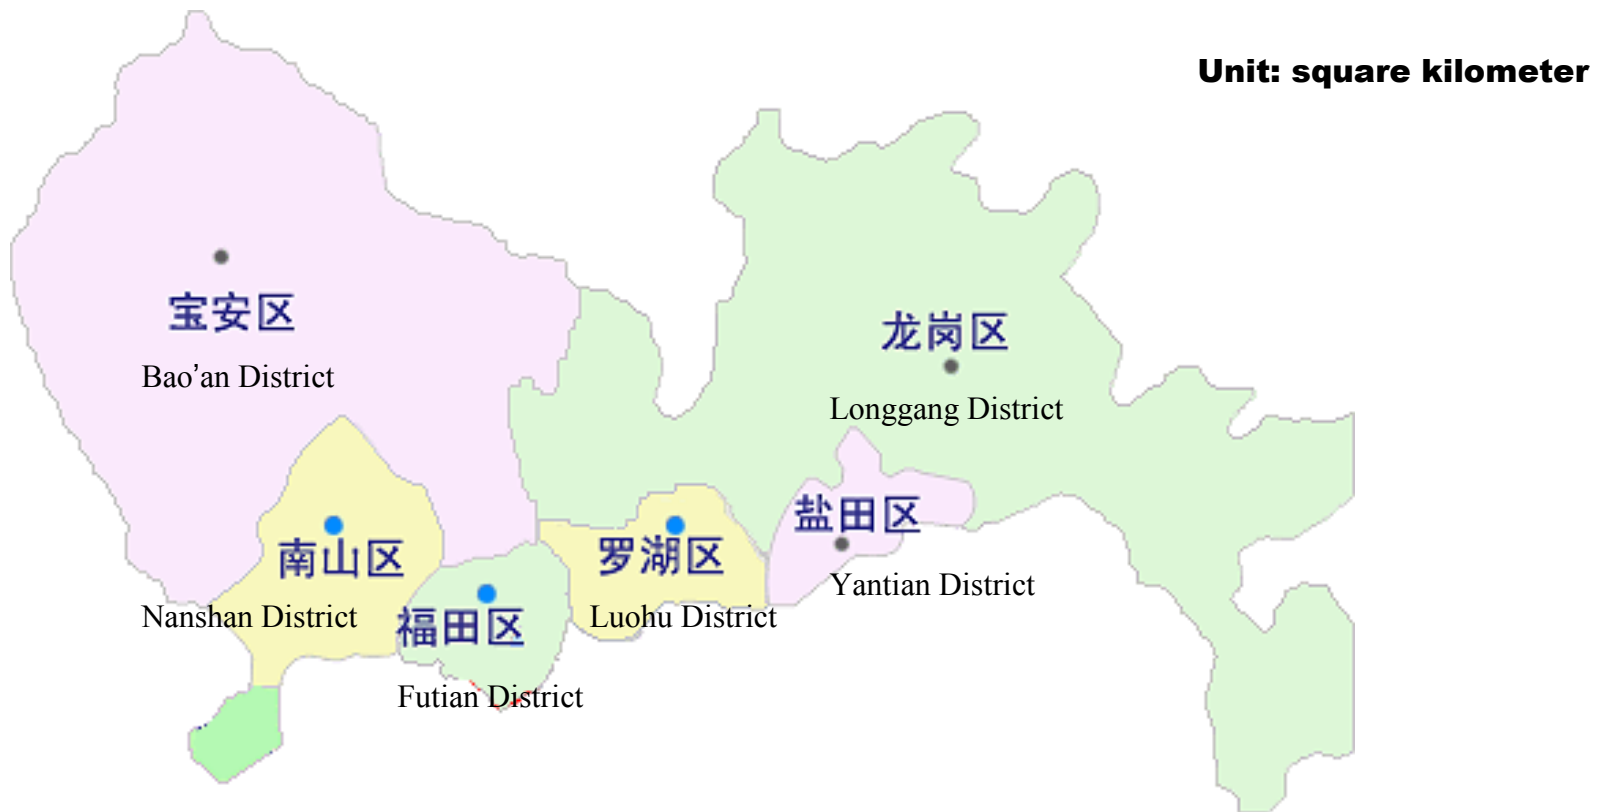 Unit: square kilometer
宝安区
Bao’an District
龙岗区
Longgang District
盐田区
Yantian District
南山区
Nanshan District
罗湖区
Luohu District
福田区
Futian District